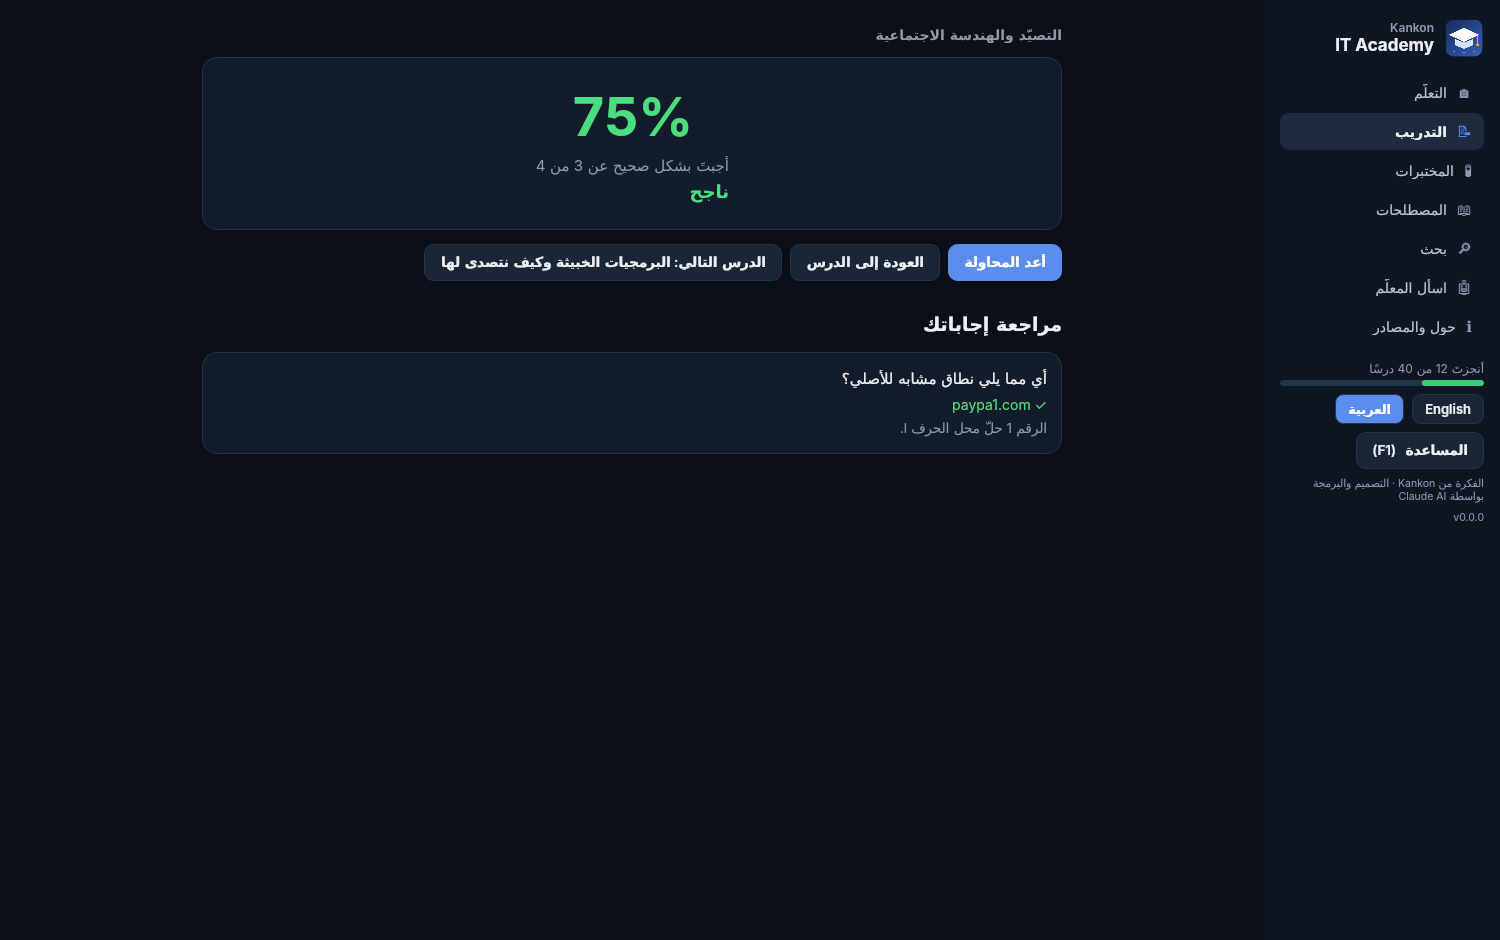 Kankon
IT Academy
التعلّم
التدريب
المختبرات
المصطلحات
بحث
اسأل المعلّم
حول والمصادر
أنجزتَ 12 من 40 درسًا
English
العربية
المساعدة (F1)
الفكرة من Kankon · التصميم والبرمجة
بواسطة Claude AI
v0.0.0
التصيّد والهندسة الاجتماعية
75%
أجبتَ بشكل صحيح عن 3 من 4
ناجح
أعد المحاولة
العودة إلى الدرس
الدرس التالي: البرمجيات الخبيثة وكيف نتصدى لها
مراجعة إجاباتك
أي مما يلي نطاق مشابه للأصلي؟
✓ paypa1.com
الرقم 1 حلّ محل الحرف l.